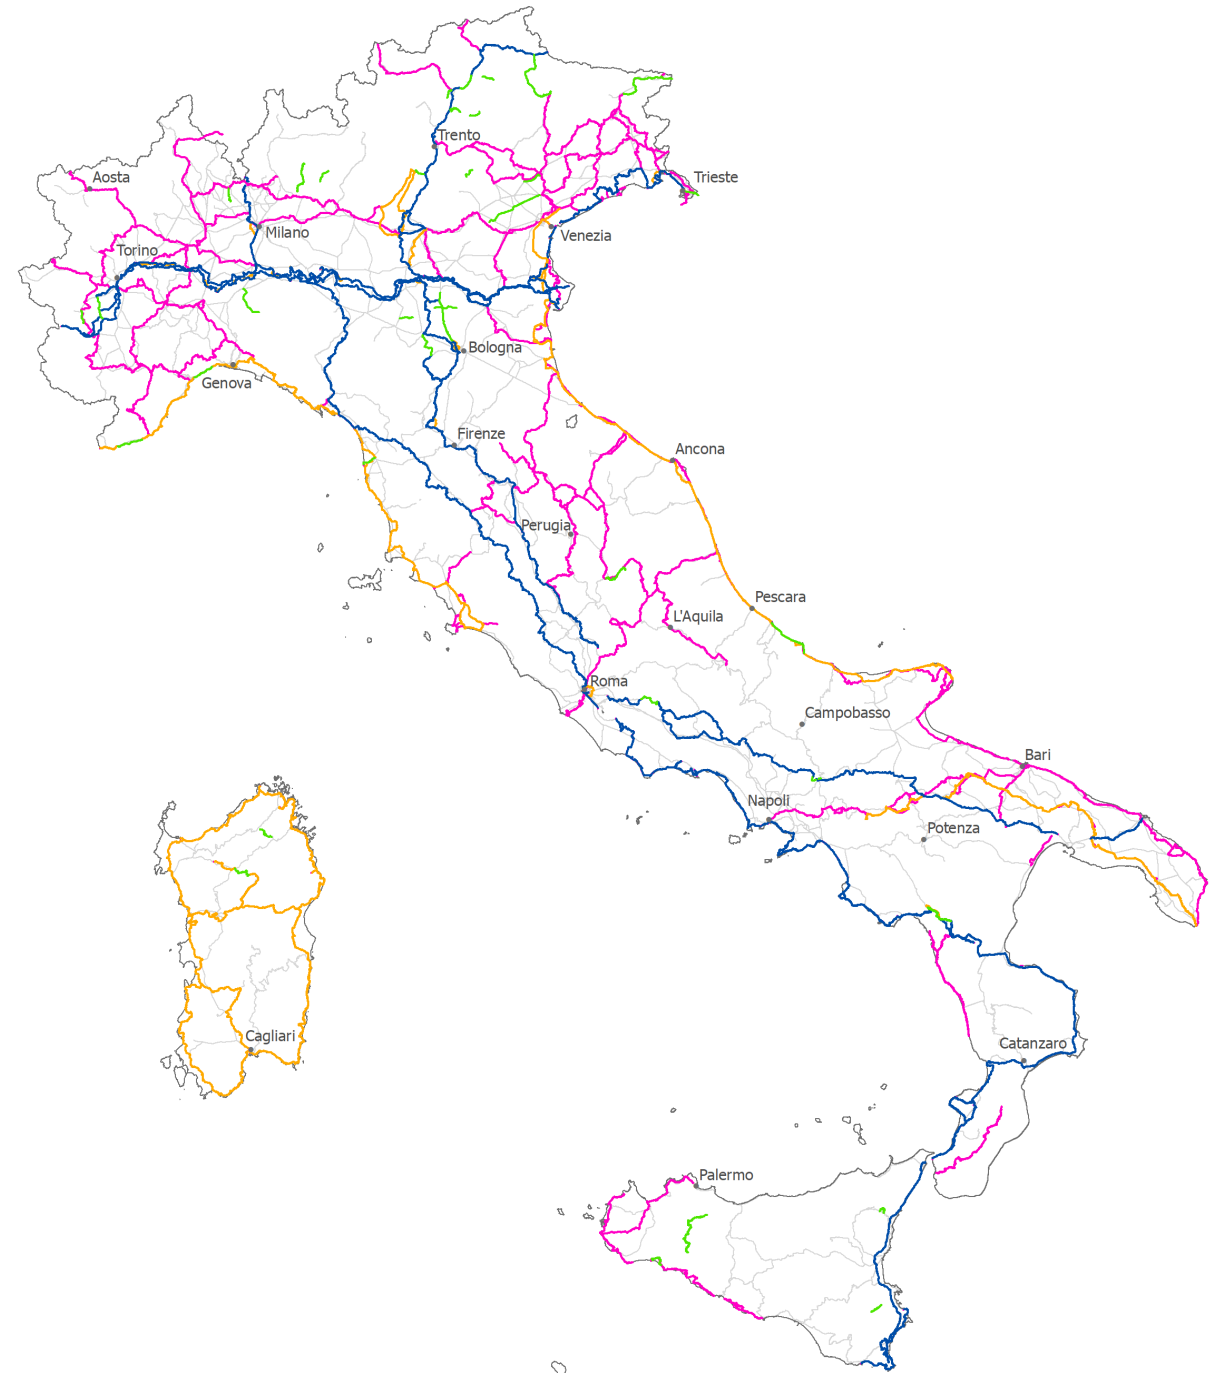 Trento
Aosta
Trieste
Milano
Venezia
Torino
Bologna
Genova
Firenze
Ancona
Perugia
Pescara
L'Aquila
Roma
Campobasso
Bari
Napoli
Potenza
Cagliari
Catanzaro
Palermo